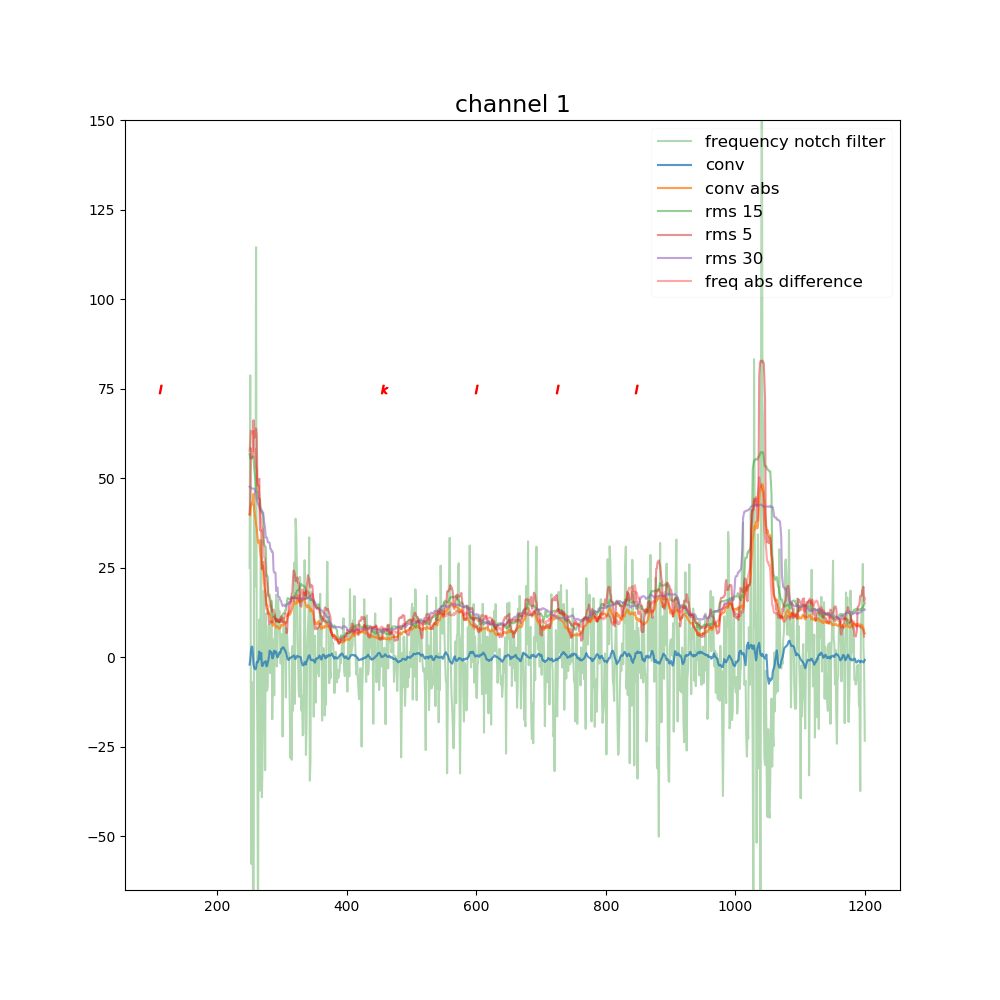 channel 1
150
125
100
75
50
25
0
−25
−50
frequency notch filter
conv
conv abs
rms 15
rms 5
rms 30
freq abs difference
l k l l l
200 400 600 800 1000 1200